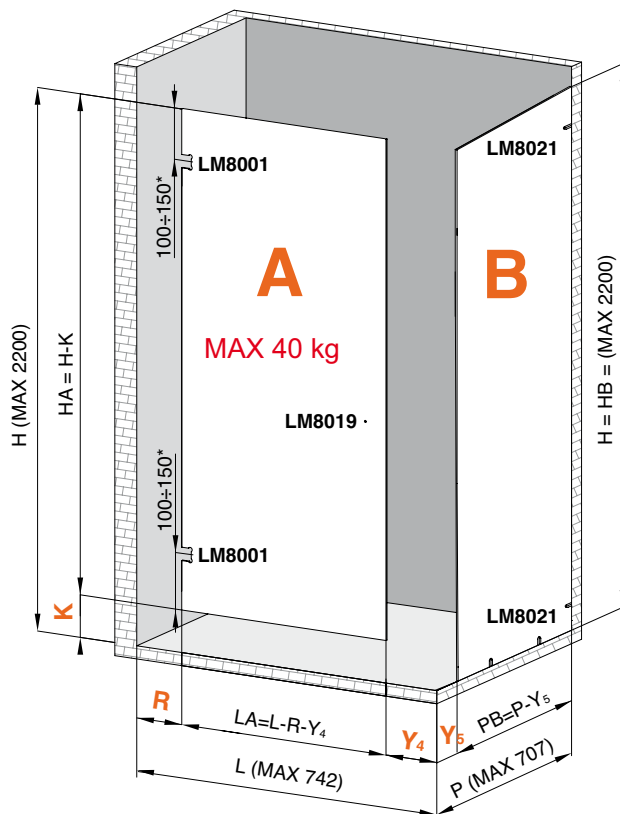 LM8001
LM8021
100÷150*
A
B
MAX 40 kg
H (MAX 2200)
HA = H-K
H = HB = (MAX 2200)
LM8019
100÷150*
LM8001
LM8021
K
R
LA=L-R-Y₄
Y₄
Y₅
PB=P-Y₅
L (MAX 742)
P (MAX 707)